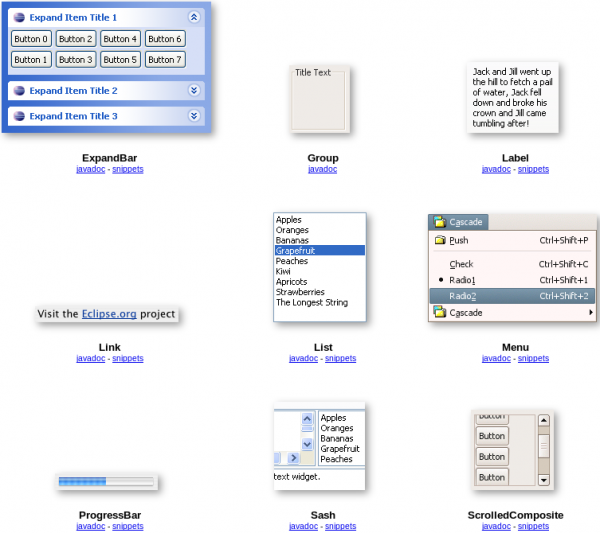 Expand Item Title 1
Button 0 Button 2 Button 4 Button 6
Button 1 Button 3 Button 5 Button 7
Expand Item Title 2
Expand Item Title 3
ExpandBar
javadoc - snippets
Title Text
Group
javadoc
Jack and Jill went up
the hill to fetch a pail
of water, Jack fell
down and broke his
crown and Jill came
tumbling after!
Label
javadoc - snippets
Visit the Eclipse.org project
Link
javadoc - snippets
Apples
Oranges
Bananas
Grapefruit
Peaches
Kiwi
Apricots
Strawberries
The Longest String
List
javadoc - snippets
Cascade
Push Ctrl+Shift+P
Check Ctrl+Shift+C
Radio1 Ctrl+Shift+1
Radio2 Ctrl+Shift+2
Cascade
Menu
javadoc - snippets
ProgressBar
javadoc - snippets
Apples
Oranges
Bananas
Grapefruit
Peaches
text widget.
Sash
javadoc - snippets
Button
Button
Button
Button
ScrolledComposite
javadoc - snippets